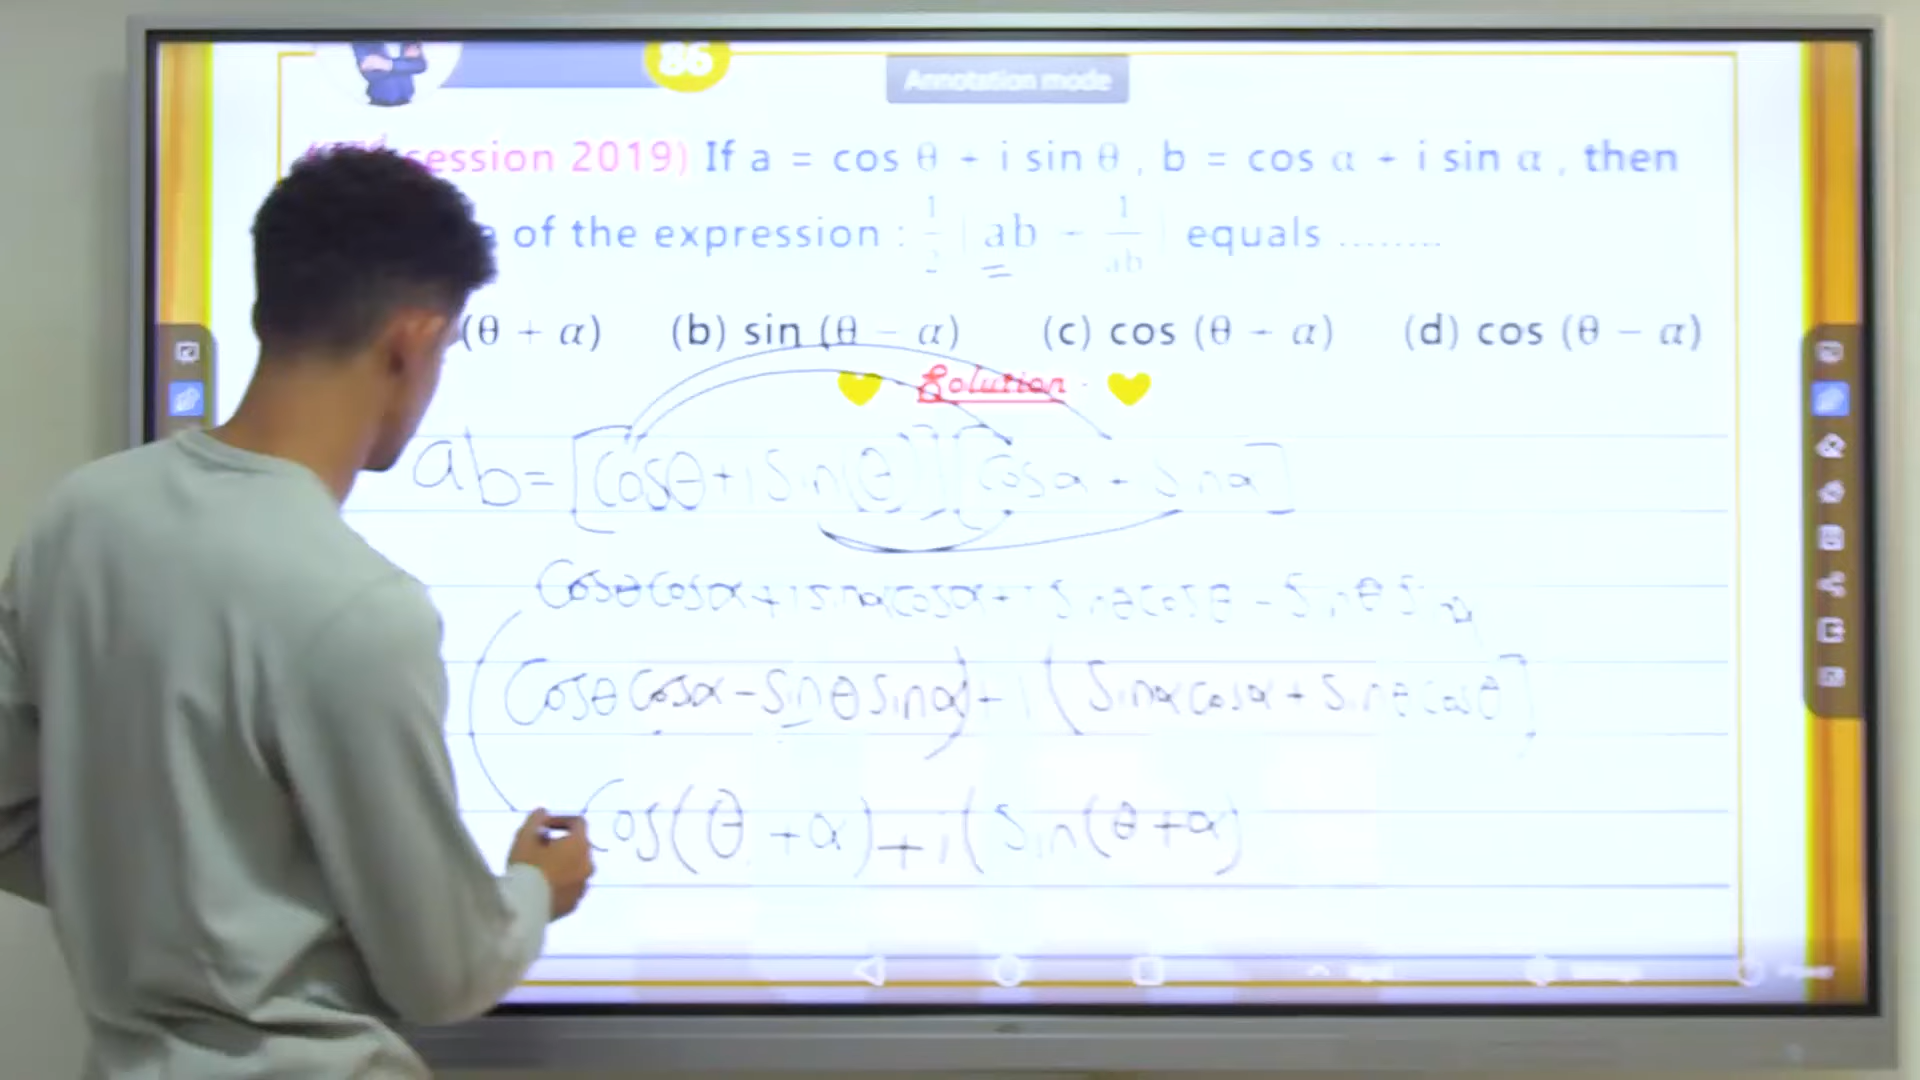 86
Annotation mode
session 2019) If a = cos θ + i sin θ , b = cos α + i sin α , then
of the expression : 1/2 | ab - 1/ab | equals ........
(θ + α) (b) sin (θ − α) (c) cos (θ + α) (d) cos (θ − α)
Solution
ab = [Cosθ + i Sin(θ)] [Cosα + Sinα]
Cosθ Cosα + i Sinα Cosα + Sinθ Cosθ - Sinθ Sinα
Cosθ Cosα - Sinθ Sinα) + i (Sinα Cosα + Sinθ Cosθ]
Cos(θ + α) + i (Sin(θ + α)